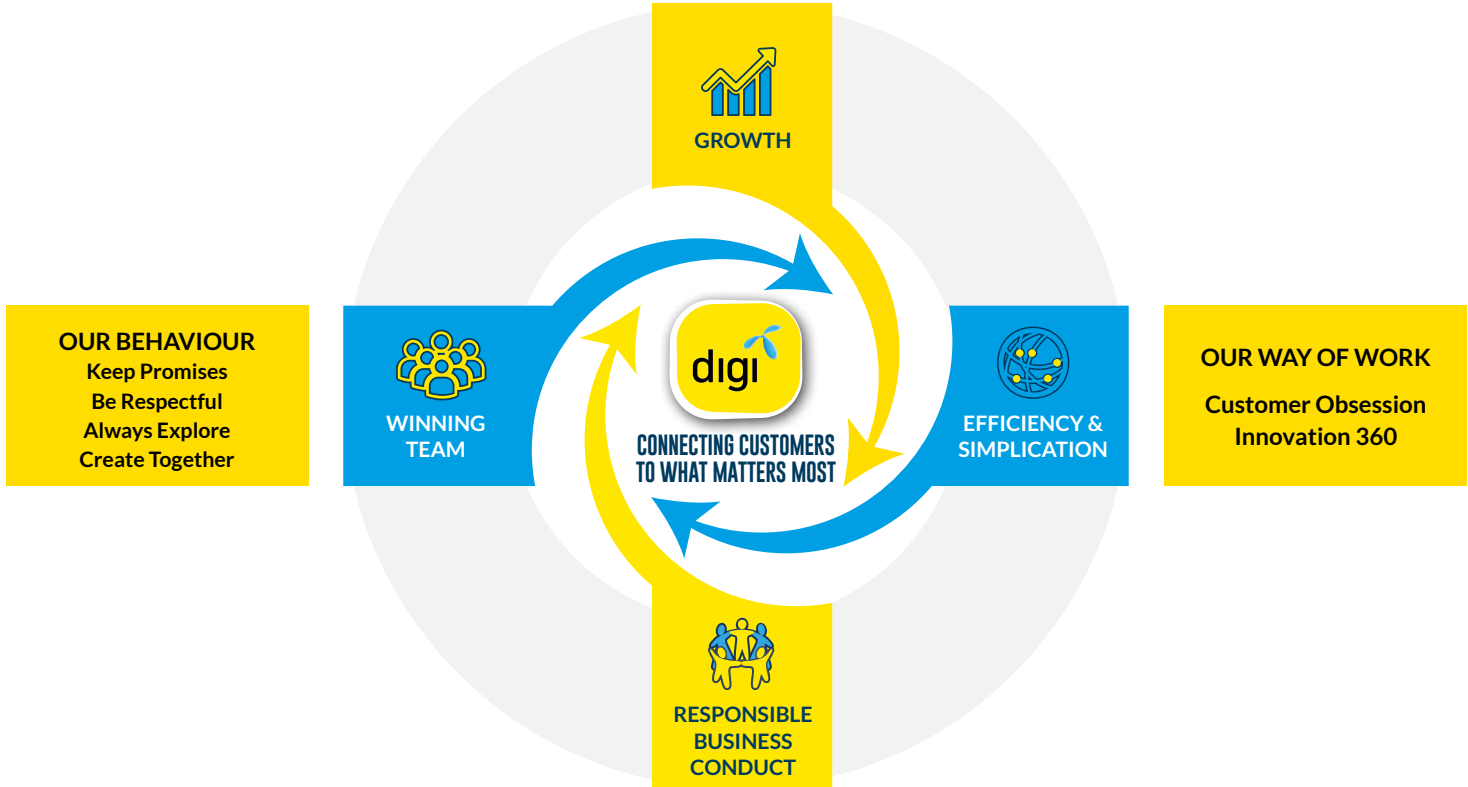 GROWTH
OUR BEHAVIOUR
Keep Promises
Be Respectful
Always Explore
Create Together
WINNING
TEAM
digi
CONNECTING CUSTOMERS
TO WHAT MATTERS MOST
EFFICIENCY &
SIMPLICATION
OUR WAY OF WORK
Customer Obsession
Innovation 360
RESPONSIBLE
BUSINESS
CONDUCT